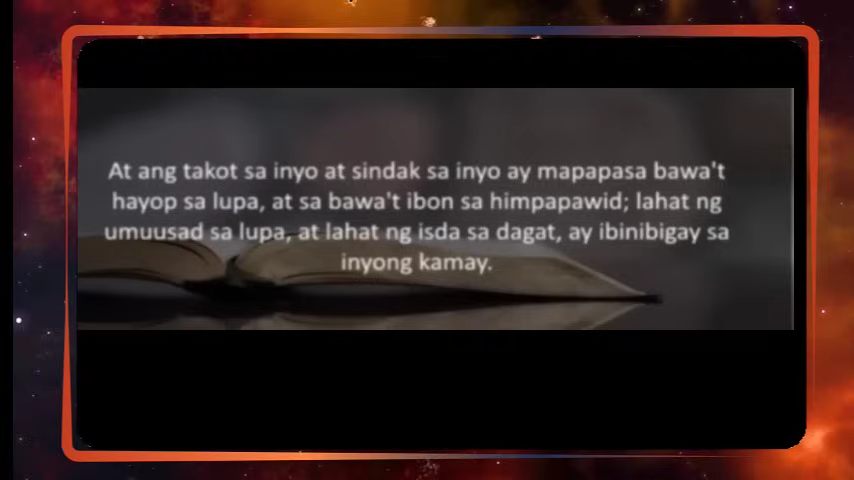 At ang takot sa inyo at sindak sa inyo ay mapapasa bawa't
hayop sa lupa, at sa bawa't ibon sa himpapawid; lahat ng
umuusad sa lupa, at lahat ng isda sa dagat, ay ibinibigay sa
inyong kamay.